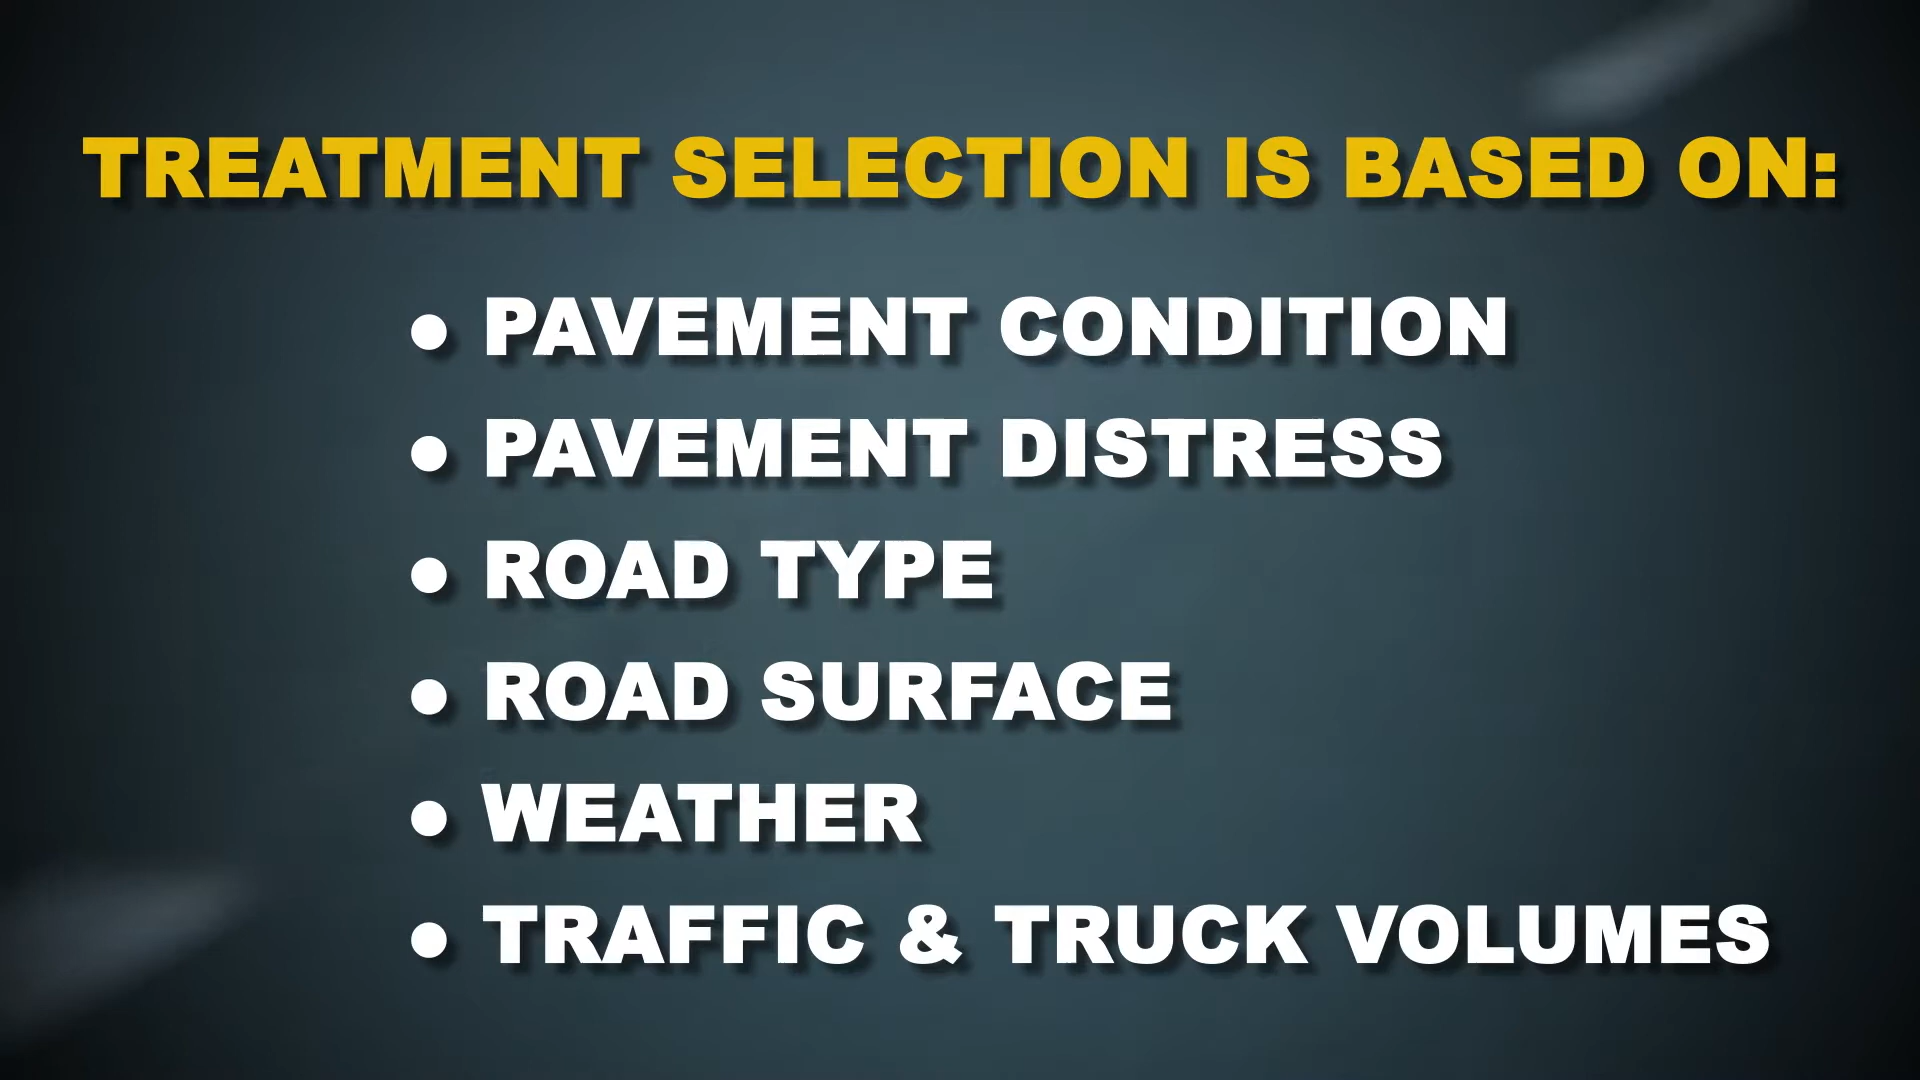 TREATMENT SELECTION IS BASED ON:
● PAVEMENT CONDITION
● PAVEMENT DISTRESS
● ROAD TYPE
● ROAD SURFACE
● WEATHER
● TRAFFIC & TRUCK VOLUMES